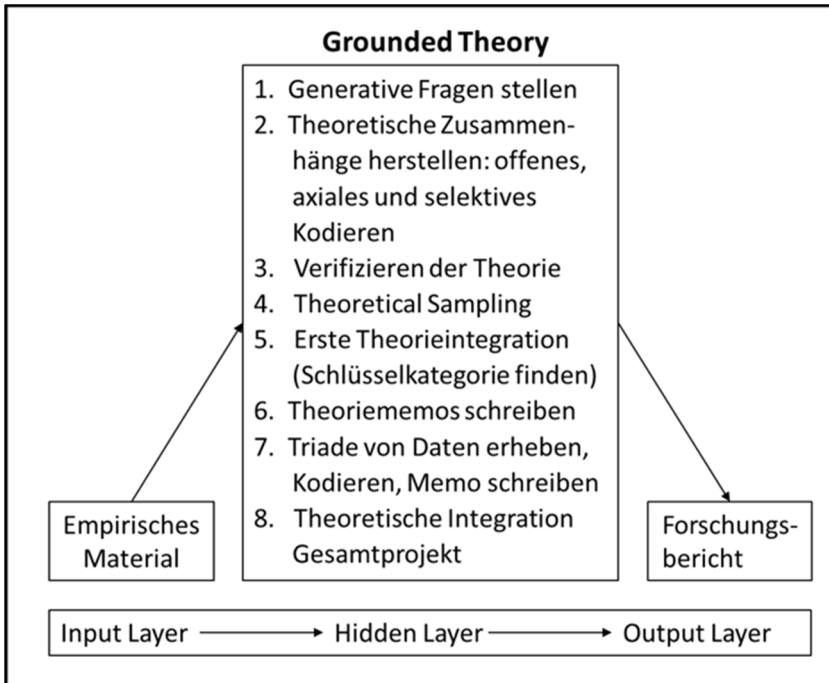 Grounded Theory
1. Generative Fragen stellen
2. Theoretische Zusammen-
hänge herstellen: offenes,
axiales und selektives
Kodieren
3. Verifizieren der Theorie
4. Theoretical Sampling
5. Erste Theorieintegration
(Schlüsselkategorie finden)
6. Theoriememos schreiben
7. Triade von Daten erheben,
Kodieren, Memo schreiben
8. Theoretische Integration
Gesamtprojekt
Empirisches
Material
Forschungs-
bericht
Input Layer
Hidden Layer
Output Layer